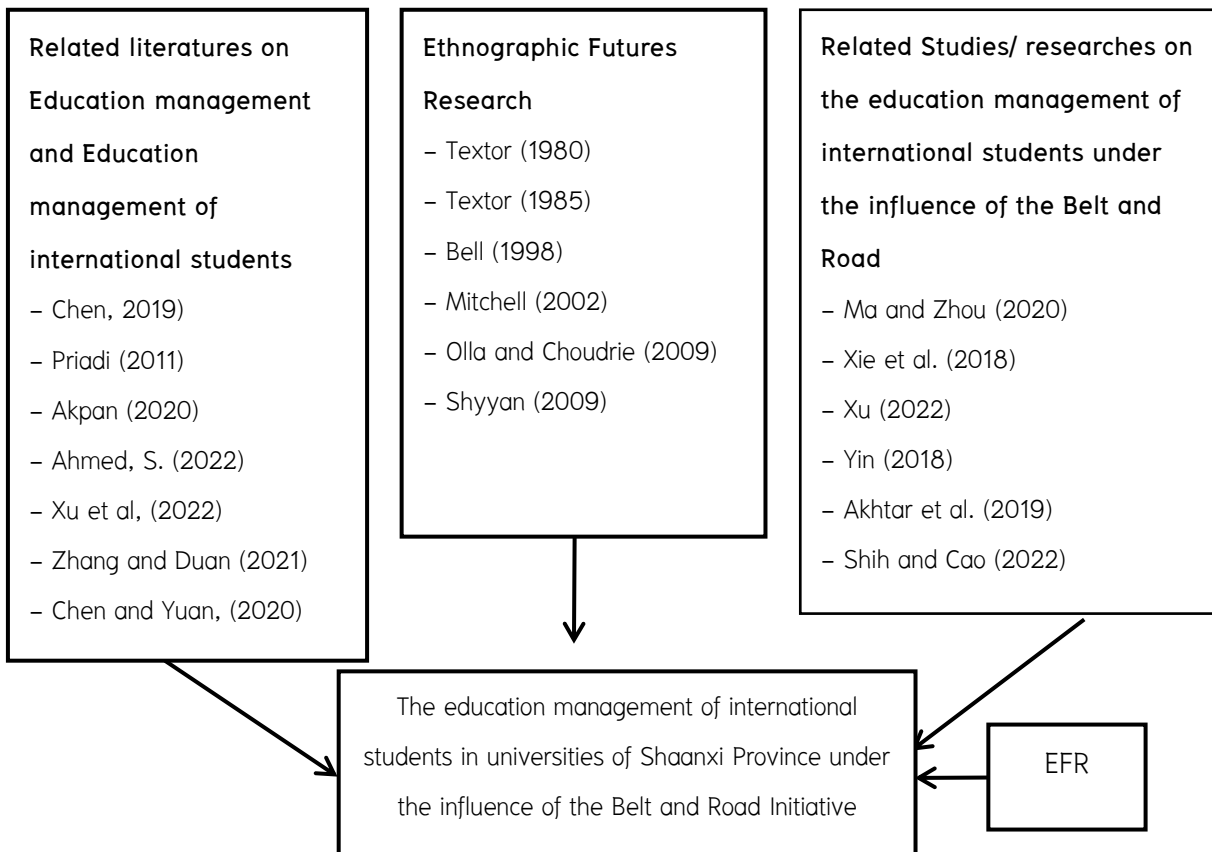 Related literatures on
Education management
and Education
management of
international students
– Chen, 2019)
– Priadi (2011)
– Akpan (2020)
– Ahmed, S. (2022)
– Xu et al, (2022)
– Zhang and Duan (2021)
– Chen and Yuan, (2020)
Ethnographic Futures
Research
– Textor (1980)
– Textor (1985)
– Bell (1998)
– Mitchell (2002)
– Olla and Choudrie (2009)
– Shyyan (2009)
Related Studies/ researches on
the education management of
international students under
the influence of the Belt and
Road
– Ma and Zhou (2020)
– Xie et al. (2018)
– Xu (2022)
– Yin (2018)
– Akhtar et al. (2019)
– Shih and Cao (2022)
The education management of international
students in universities of Shaanxi Province under
the influence of the Belt and Road Initiative
EFR